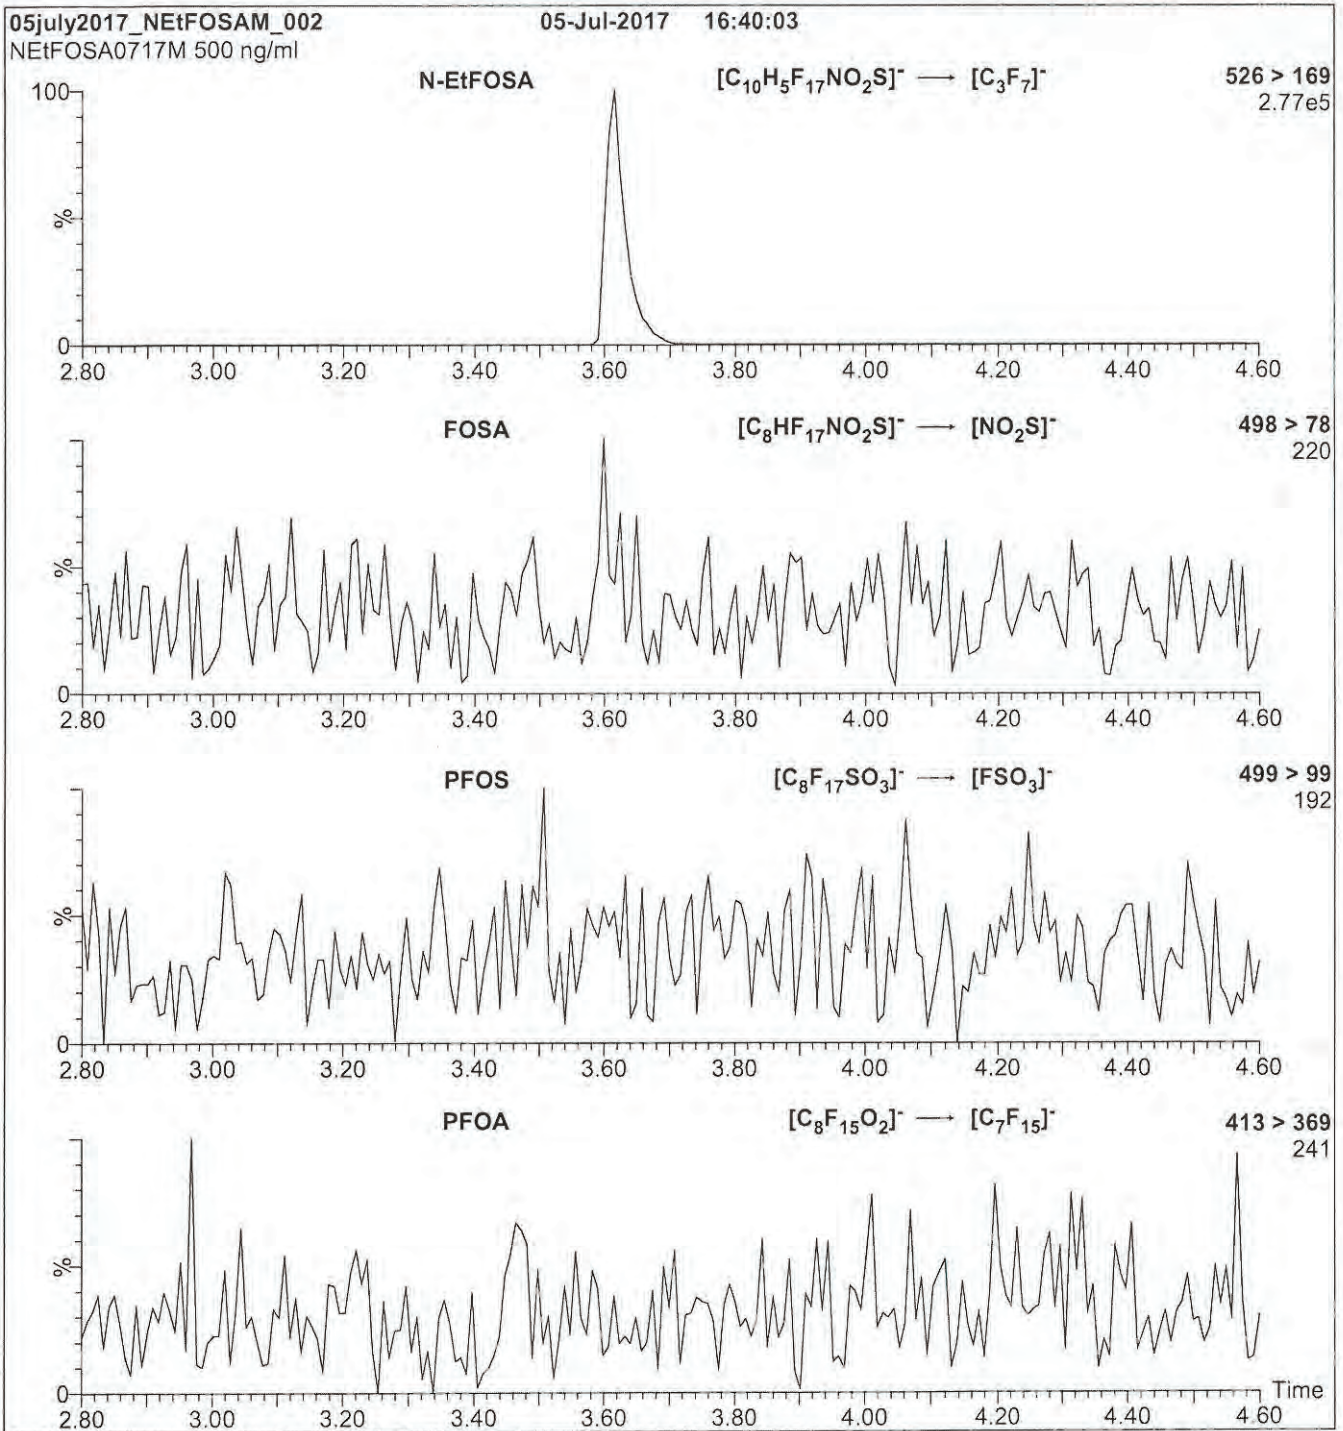 05july2017_NEtFOSAM_002 05-Jul-2017 16:40:03
NEtFOSA0717M 500 ng/ml
N-EtFOSA [C₁₀H₅F₁₇NO₂S]⁻ ⟶ [C₃F₇]⁻ 526 > 169
2.77e5
100
%
0
2.80 3.00 3.20 3.40 3.60 3.80 4.00 4.20 4.40 4.60
FOSA [C₈HF₁₇NO₂S]⁻ ⟶ [NO₂S]⁻ 498 > 78
220
%
0
2.80 3.00 3.20 3.40 3.60 3.80 4.00 4.20 4.40 4.60
PFOS [C₈F₁₇SO₃]⁻ ⟶ [FSO₃]⁻ 499 > 99
192
%
0
2.80 3.00 3.20 3.40 3.60 3.80 4.00 4.20 4.40 4.60
PFOA [C₈F₁₅O₂]⁻ ⟶ [C₇F₁₅]⁻ 413 > 369
241
%
0 Time
2.80 3.00 3.20 3.40 3.60 3.80 4.00 4.20 4.40 4.60